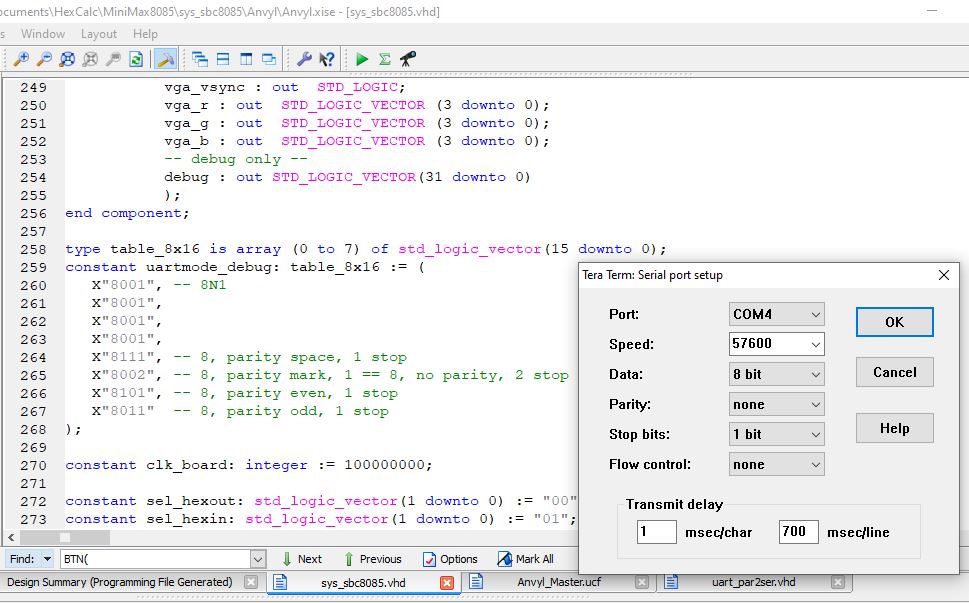 ocuments\HexCalc\MiniMax8085\sys_sbc8085\Anvyl\Anvyl.xise - [sys_sbc8085.vhd]
s Window Layout Help
249 vga_vsync : out STD_LOGIC;
250 vga_r : out STD_LOGIC_VECTOR (3 downto 0);
251 vga_g : out STD_LOGIC_VECTOR (3 downto 0);
252 vga_b : out STD_LOGIC_VECTOR (3 downto 0);
253 -- debug only --
254 debug : out STD_LOGIC_VECTOR(31 downto 0)
255 );
256 end component;
257
258 type table_8x16 is array (0 to 7) of std_logic_vector(15 downto 0);
259 constant uartmode_debug: table_8x16 := (
260 X"8001", -- 8N1
261 X"8001",
262 X"8001",
263 X"8001",
264 X"8111", -- 8, parity space, 1 stop
265 X"8002", -- 8, parity mark, 1 == 8, no parity, 2 stop
266 X"8101", -- 8, parity even, 1 stop
267 X"8011" -- 8, parity odd, 1 stop
268 );
269
270 constant clk_board: integer := 100000000;
271
272 constant sel_hexout: std_logic_vector(1 downto 0) := "00"
273 constant sel_hexin: std_logic_vector(1 downto 0) := "01";
Tera Term: Serial port setup
Port: COM4 OK
Speed: 57600
Data: 8 bit Cancel
Parity: none
Stop bits: 1 bit Help
Flow control: none
Transmit delay
1 msec/char 700 msec/line
Find: BTN( Next Previous Options Mark All
Design Summary (Programming File Generated) sys_sbc8085.vhd Anvyl_Master.ucf uart_par2ser.vhd